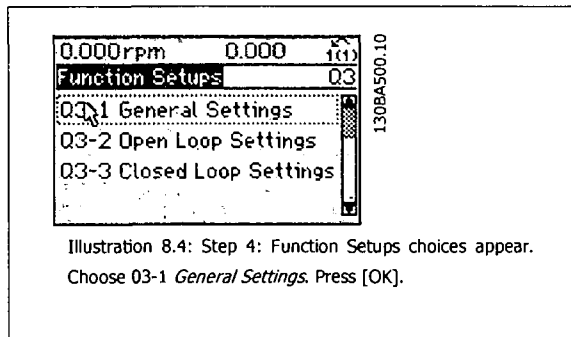 0.000rpm 0.000 1(1)
Function Setups Q3
Q3-1 General Settings
Q3-2 Open Loop Settings
Q3-3 Closed Loop Settings
130BA500.10
Illustration 8.4: Step 4: Function Setups choices appear.
Choose 03-1 General Settings. Press [OK].